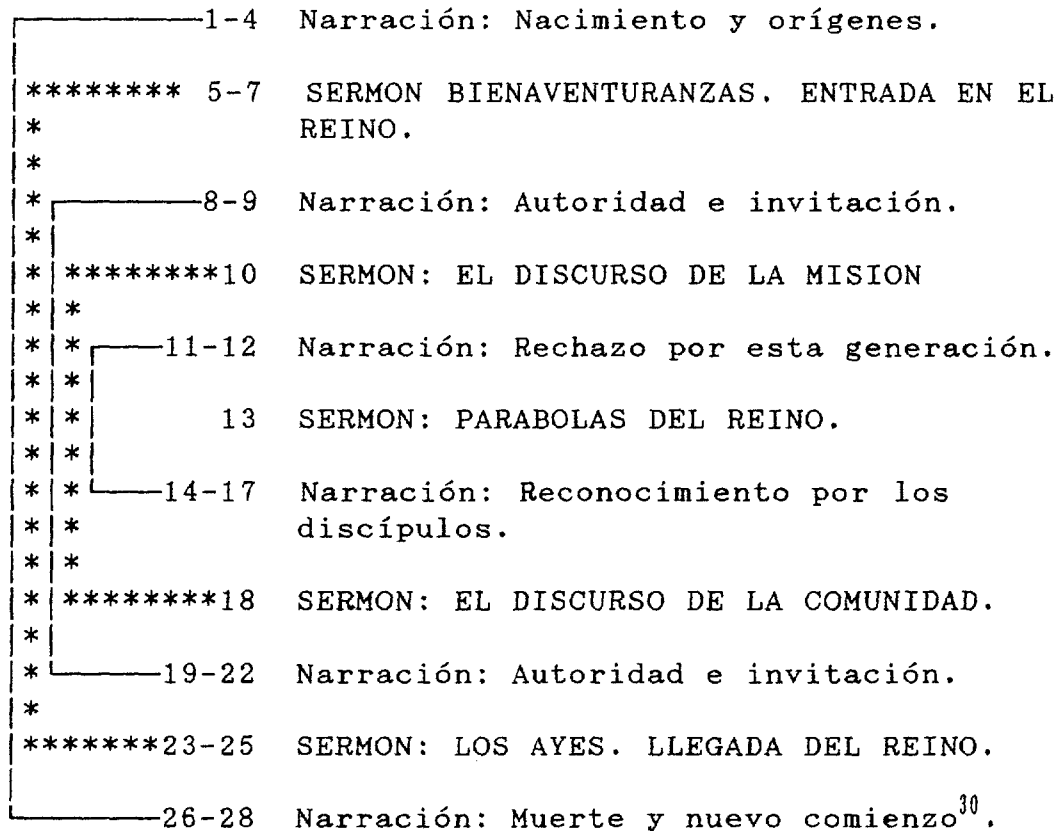 1-4 Narración: Nacimiento y orígenes.
******** 5-7 SERMON BIENAVENTURANZAS. ENTRADA EN EL
* REINO.
*
* 8-9 Narración: Autoridad e invitación.
*
* ********10 SERMON: EL DISCURSO DE LA MISION
* *
* * 11-12 Narración: Rechazo por esta generación.
* *
* * 13 SERMON: PARABOLAS DEL REINO.
* *
* * 14-17 Narración: Reconocimiento por los
* * discípulos.
* *
* ********18 SERMON: EL DISCURSO DE LA COMUNIDAD.
*
* 19-22 Narración: Autoridad e invitación.
*
*******23-25 SERMON: LOS AYES. LLEGADA DEL REINO.
26-28 Narración: Muerte y nuevo comienzo30.